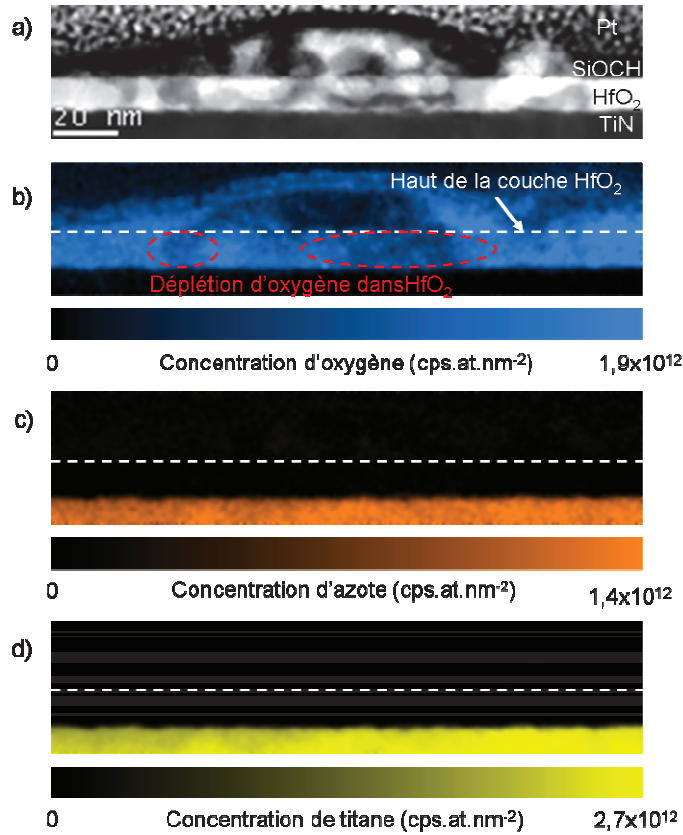 a)
Pt
SiOCH
HfO₂
TiN
20 nm
b)
Haut de la couche HfO₂
Déplétion d'oxygène dansHfO₂
0
Concentration d'oxygène (cps.at.nm⁻²)
1,9x10¹²
c)
0
Concentration d'azote (cps.at.nm⁻²)
1,4x10¹²
d)
0
Concentration de titane (cps.at.nm⁻²)
2,7x10¹²